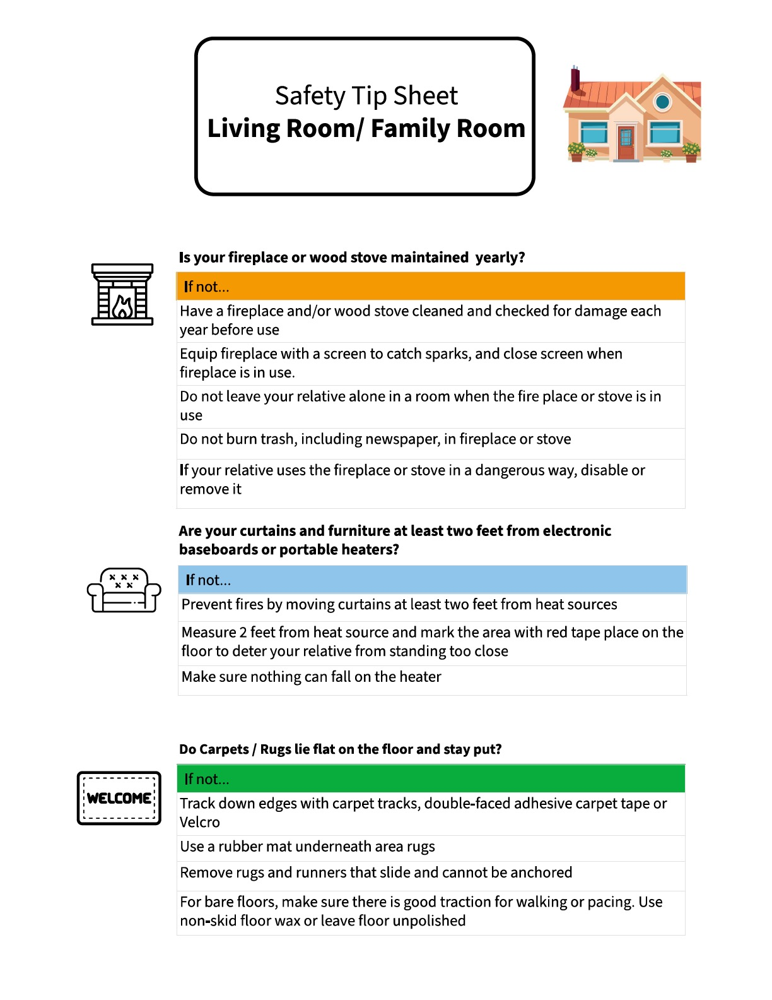 Safety Tip Sheet
Living Room/ Family Room
Is your fireplace or wood stove maintained  yearly?
If not...
Have a fireplace and/or wood stove cleaned and checked for damage each
year before use
Equip fireplace with a screen to catch sparks, and close screen when
fireplace is in use.
Do not leave your relative alone in a room when the fire place or stove is in
use
Do not burn trash, including newspaper, in fireplace or stove
If your relative uses the fireplace or stove in a dangerous way, disable or
remove it
Are your curtains and furniture at least two feet from electronic
baseboards or portable heaters?
If not...
Prevent fires by moving curtains at least two feet from heat sources
Measure 2 feet from heat source and mark the area with red tape place on the
floor to deter your relative from standing too close
Make sure nothing can fall on the heater
Do Carpets / Rugs lie flat on the floor and stay put?
If not...
WELCOME
Track down edges with carpet tracks, double-faced adhesive carpet tape or
Velcro
Use a rubber mat underneath area rugs
Remove rugs and runners that slide and cannot be anchored
For bare floors, make sure there is good traction for walking or pacing. Use
non-skid floor wax or leave floor unpolished